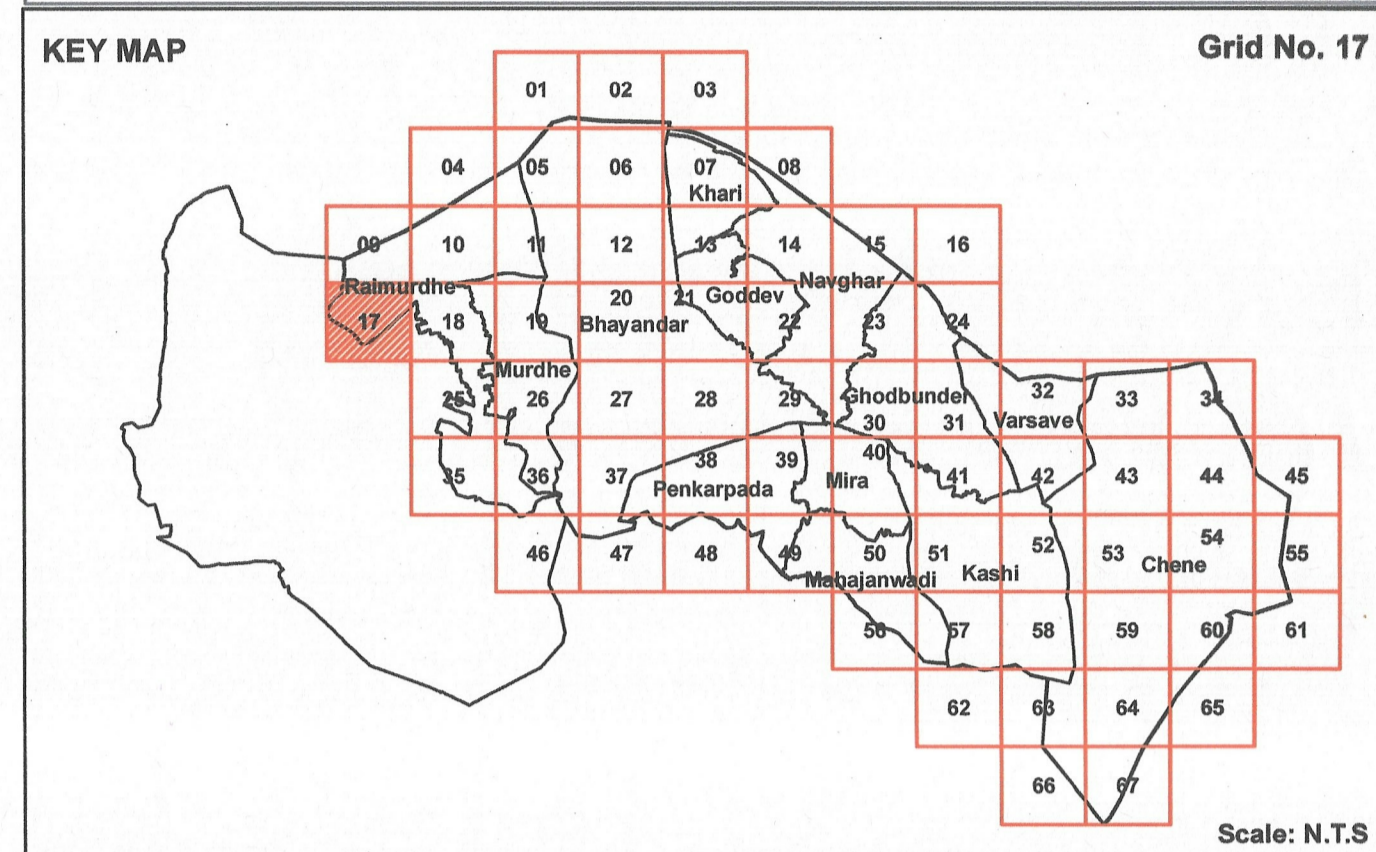 KEY MAP
Grid No. 17
01 02 03
04 05 06 07 08
Khari
09 10 11 12 13 14 15 16
Raimurdhe Goddev Navghar
17 18 19 20 21 22 23 24
Bhayandar
Murdhe
25 26 27 28 29 30 31 32 33 34
Ghodbunder
Varsave
35 36 37 38 39 40 41 42 43 44 45
Penkarpada Mira
46 47 48 49 50 51 52 53 54 55
Mahajanwadi Kashi Chene
56 57 58 59 60 61
62 63 64 65
66 67
Scale: N.T.S